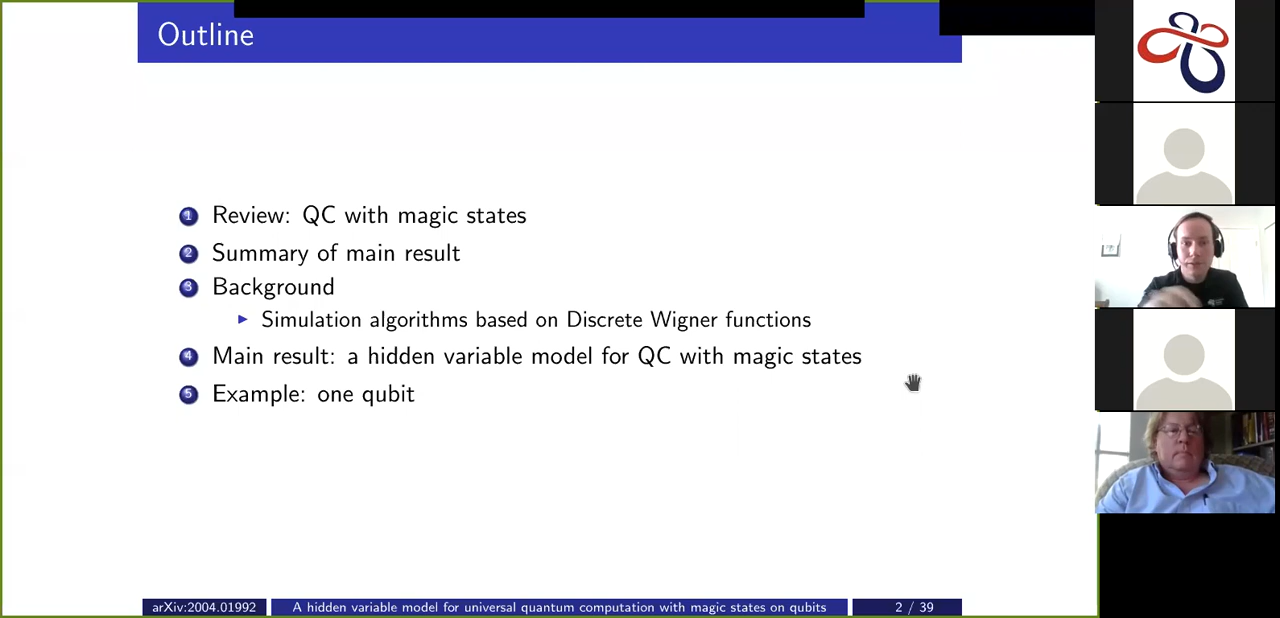 Outline
1 Review: QC with magic states
2 Summary of main result
3 Background
Simulation algorithms based on Discrete Wigner functions
4 Main result: a hidden variable model for QC with magic states
5 Example: one qubit
arXiv:2004.01992
A hidden variable model for universal quantum computation with magic states on qubits
2 / 39